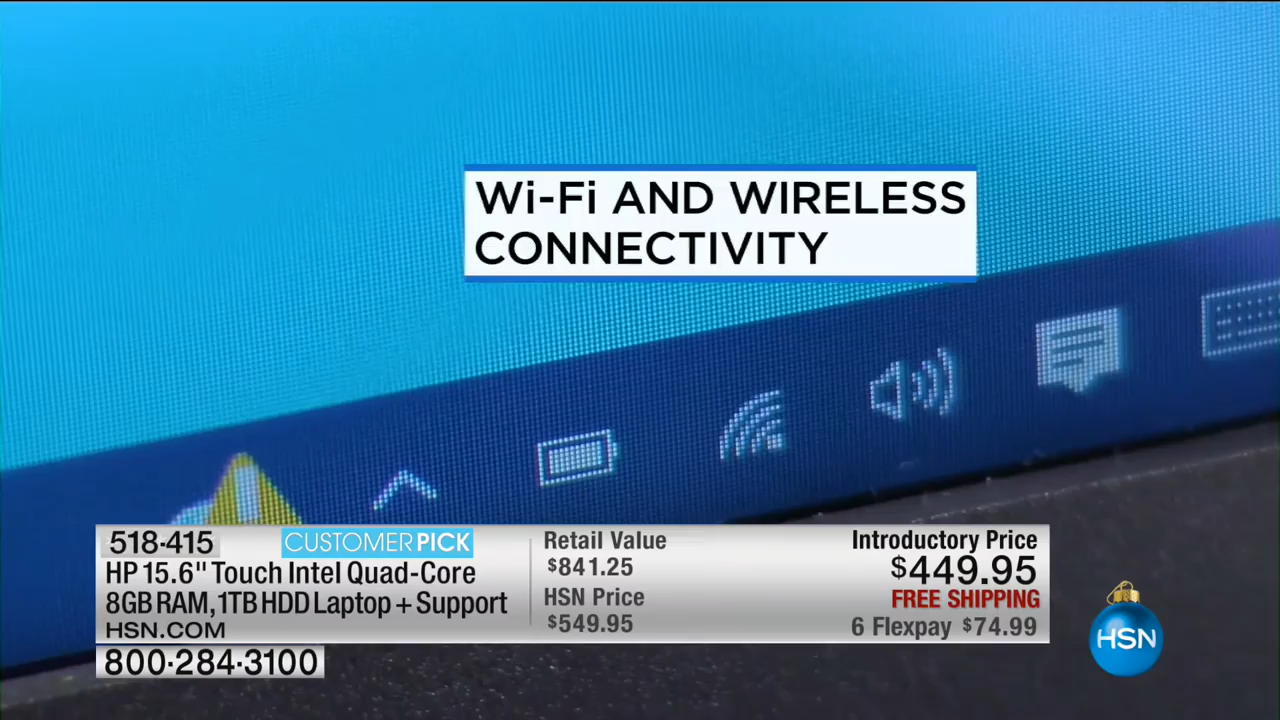 Wi-Fi AND WIRELESS
CONNECTIVITY
518-415
CUSTOMERPICK
HP 15.6" Touch Intel Quad-Core
8GB RAM, 1TB HDD Laptop + Support
HSN.COM
800-284-3100
Retail Value
$841.25
HSN Price
$549.95
Introductory Price
$449.95
FREE SHIPPING
6 Flexpay $74.99
HSN